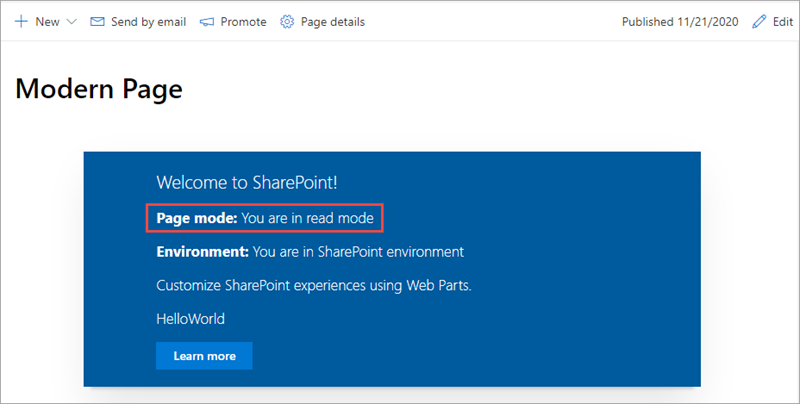 New Send by email Promote Page details Published 11/21/2020 Edit
Modern Page
Welcome to SharePoint!
Page mode: You are in read mode
Environment: You are in SharePoint environment
Customize SharePoint experiences using Web Parts.
HelloWorld
Learn more